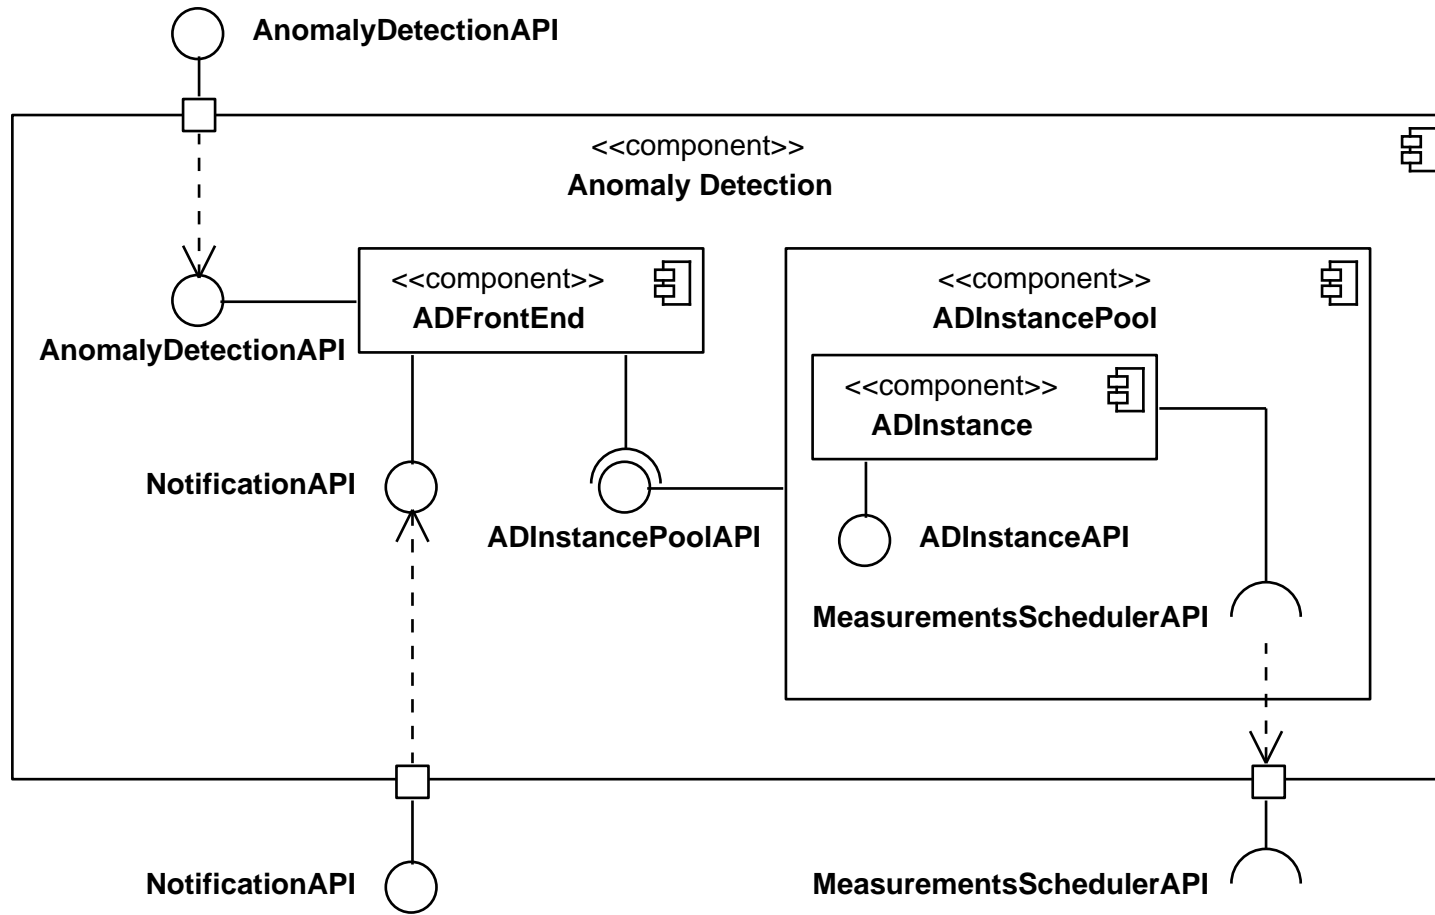 AnomalyDetectionAPI
<<component>>
Anomaly Detection
<<component>>
ADFrontEnd
<<component>>
ADInstancePool
AnomalyDetectionAPI
<<component>>
ADInstance
NotificationAPI
ADInstancePoolAPI
ADInstanceAPI
MeasurementsSchedulerAPI
NotificationAPI
MeasurementsSchedulerAPI